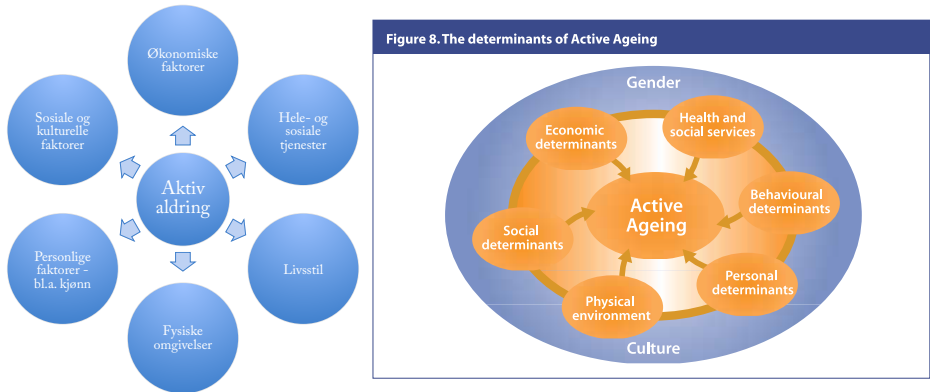 Økonomiske
faktorer
Hele- og
sosiale
tjenester
Livsstil
Fysiske
omgivelser
Personlige
faktorer -
bl.a. kjønn
Sosiale og
kulturelle
faktorer
Aktiv
aldring
Figure 8. The determinants of Active Ageing
Gender
Economic
determinants
Health and
social services
Behavioural
determinants
Personal
determinants
Physical
environment
Social
determinants
Active
Ageing
Culture